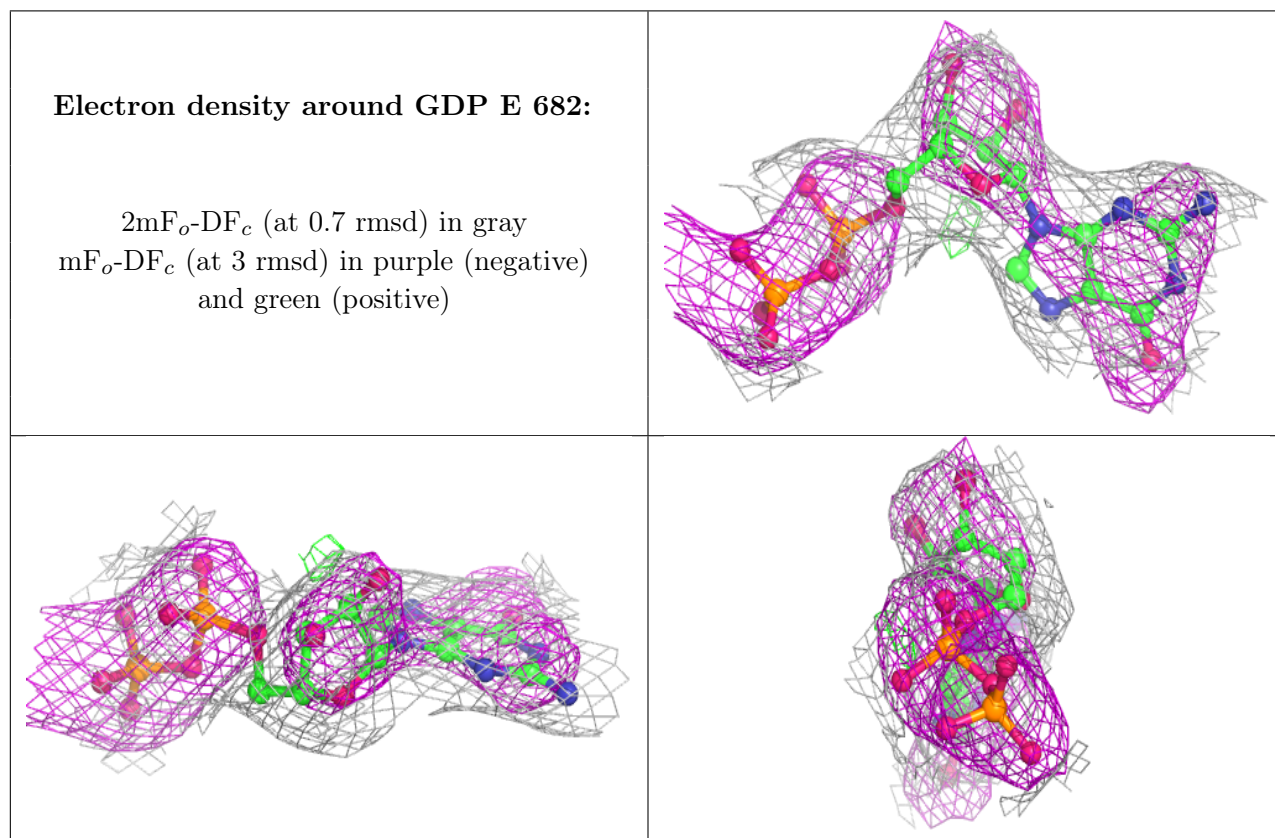 Electron density around GDP E 682:
2mFo-DFc (at 0.7 rmsd) in gray
mFo-DFc (at 3 rmsd) in purple (negative)
and green (positive)